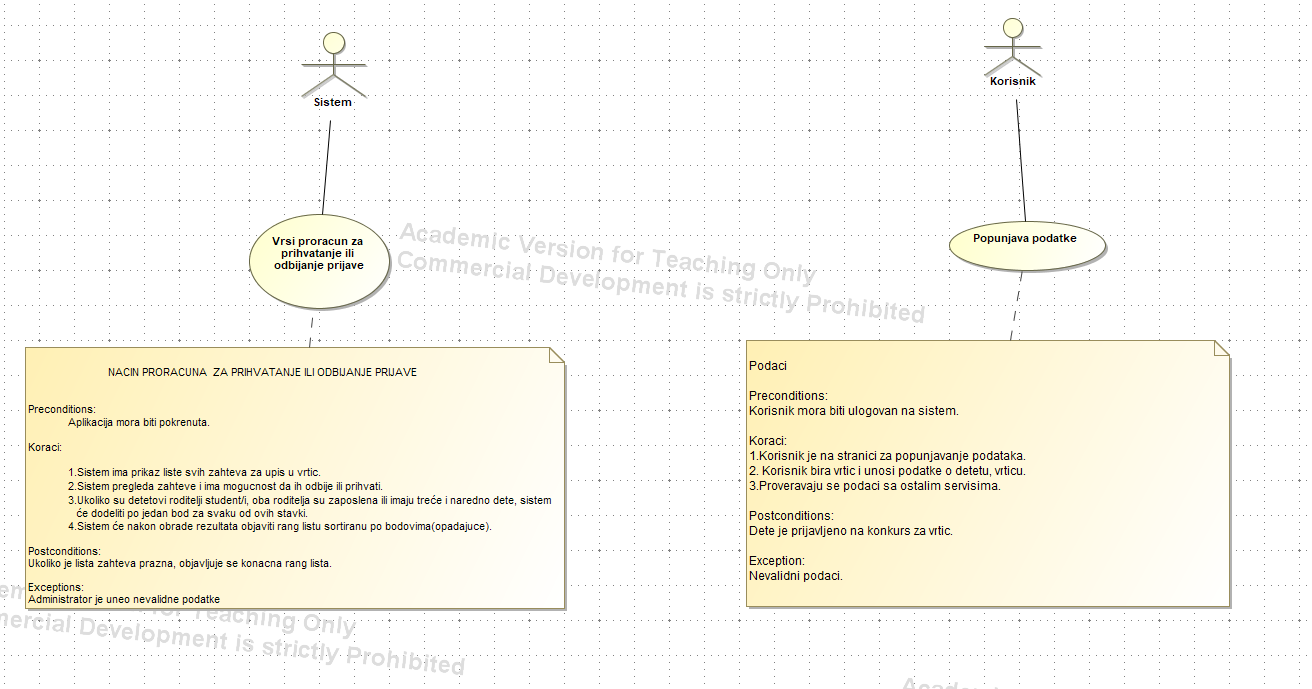 Sistem
Vrsi proracun za
prihvatanje ili
odbijanje prijave
NACIN PRORACUNA ZA PRIHVATANJE ILI ODBIJANJE PRIJAVE
Preconditions:
Aplikacija mora biti pokrenuta.
Koraci:
1.Sistem ima prikaz liste svih zahteva za upis u vrtic.
2.Sistem pregleda zahteve i ima mogucnost da ih odbije ili prihvati.
3.Ukoliko su detetovi roditelji student/i, oba roditelja su zaposlena ili imaju treće i naredno dete, sistem
će dodeliti po jedan bod za svaku od ovih stavki.
4.Sistem će nakon obrade rezultata objaviti rang listu sortiranu po bodovima(opadajuce).
Postconditions:
Ukoliko je lista zahteva prazna, objavljuje se konacna rang lista.
Exceptions:
Administrator je uneo nevalidne podatke
Korisnik
Popunjava podatke
Podaci
Preconditions:
Korisnik mora biti ulogovan na sistem.
Koraci:
1.Korisnik je na stranici za popunjavanje podataka.
2. Korisnik bira vrtic i unosi podatke o detetu, vrticu.
3.Proveravaju se podaci sa ostalim servisima.
Postconditions:
Dete je prijavljeno na konkurs za vrtic.
Exception:
Nevalidni podaci.
Academic Version for Teaching Only
Commercial Development is strictly Prohibited
for Teaching Only
Development is strictly Prohibited